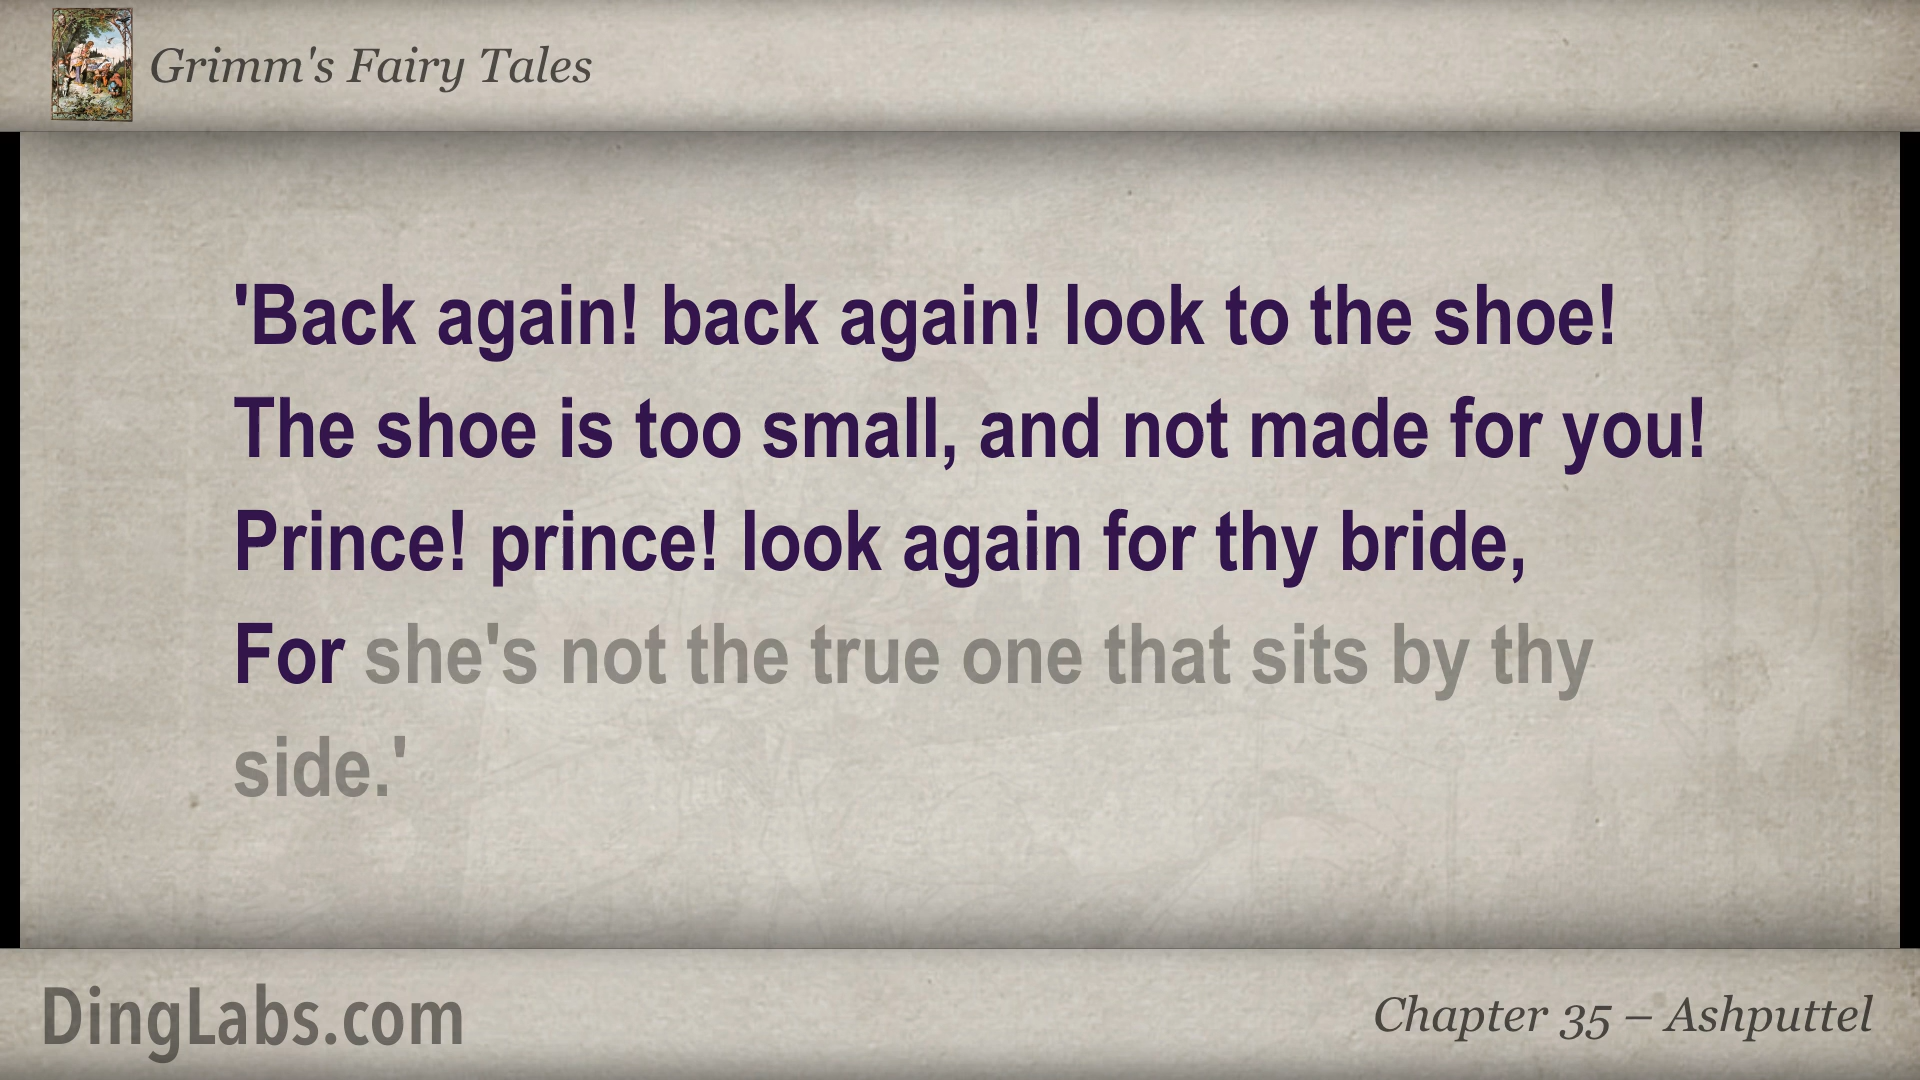 Grimm's Fairy Tales
'Back again! back again! look to the shoe!
The shoe is too small, and not made for you!
Prince! prince! look again for thy bride,
For she's not the true one that sits by thy
side.'
DingLabs.com
Chapter 35 – Ashputtel